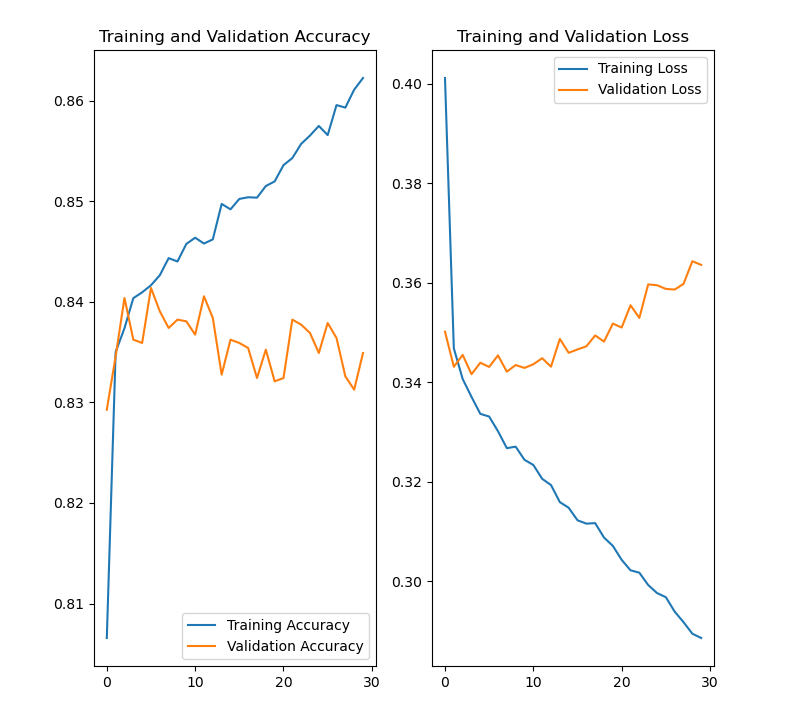 Training and Validation Accuracy
0.86
0.85
0.84
0.83
0.82
0.81
Training Accuracy
Validation Accuracy
0 10 20 30
Training and Validation Loss
Training Loss
Validation Loss
0.40
0.38
0.36
0.34
0.32
0.30
0 10 20 30